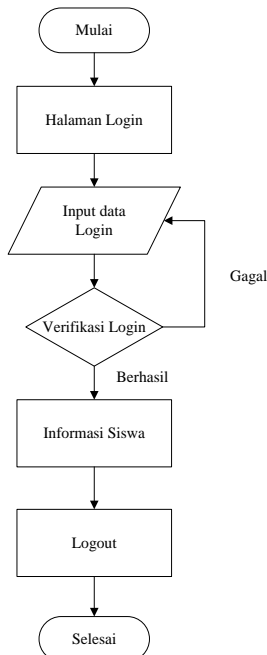 Mulai
Halaman Login
Input data
Login
Gagal
Verifikasi Login
Berhasil
Informasi Siswa
Logout
Selesai